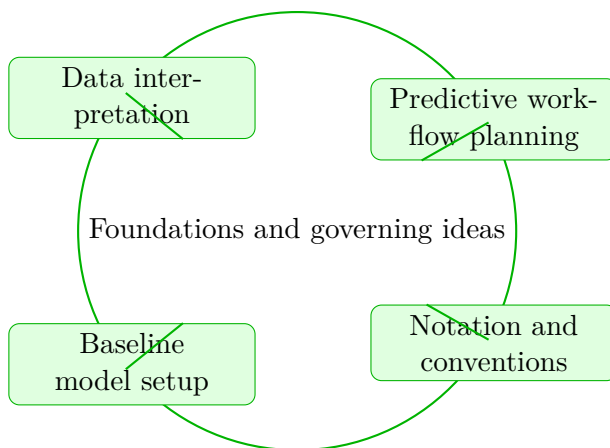 Data inter-
pretation
Predictive work-
flow planning
Foundations and governing ideas
Baseline
model setup
Notation and
conventions